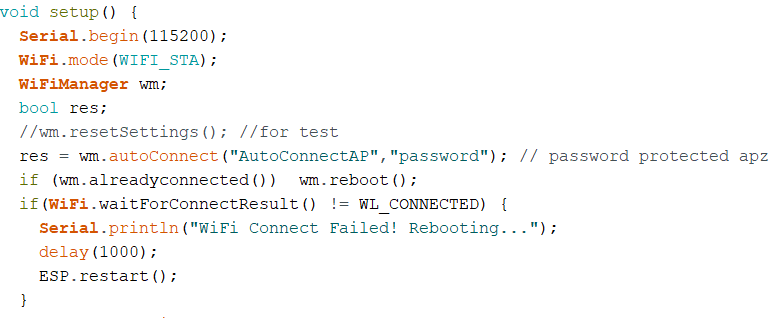 void setup() {
  Serial.begin(115200);
  WiFi.mode(WIFI_STA);
  WiFiManager wm;
  bool res;
  //wm.resetSettings(); //for test
  res = wm.autoConnect("AutoConnectAP","password"); // password protected apz
  if (wm.alreadyconnected())  wm.reboot();
  if(WiFi.waitForConnectResult() != WL_CONNECTED) {
    Serial.println("WiFi Connect Failed! Rebooting...");
    delay(1000);
    ESP.restart();
  }